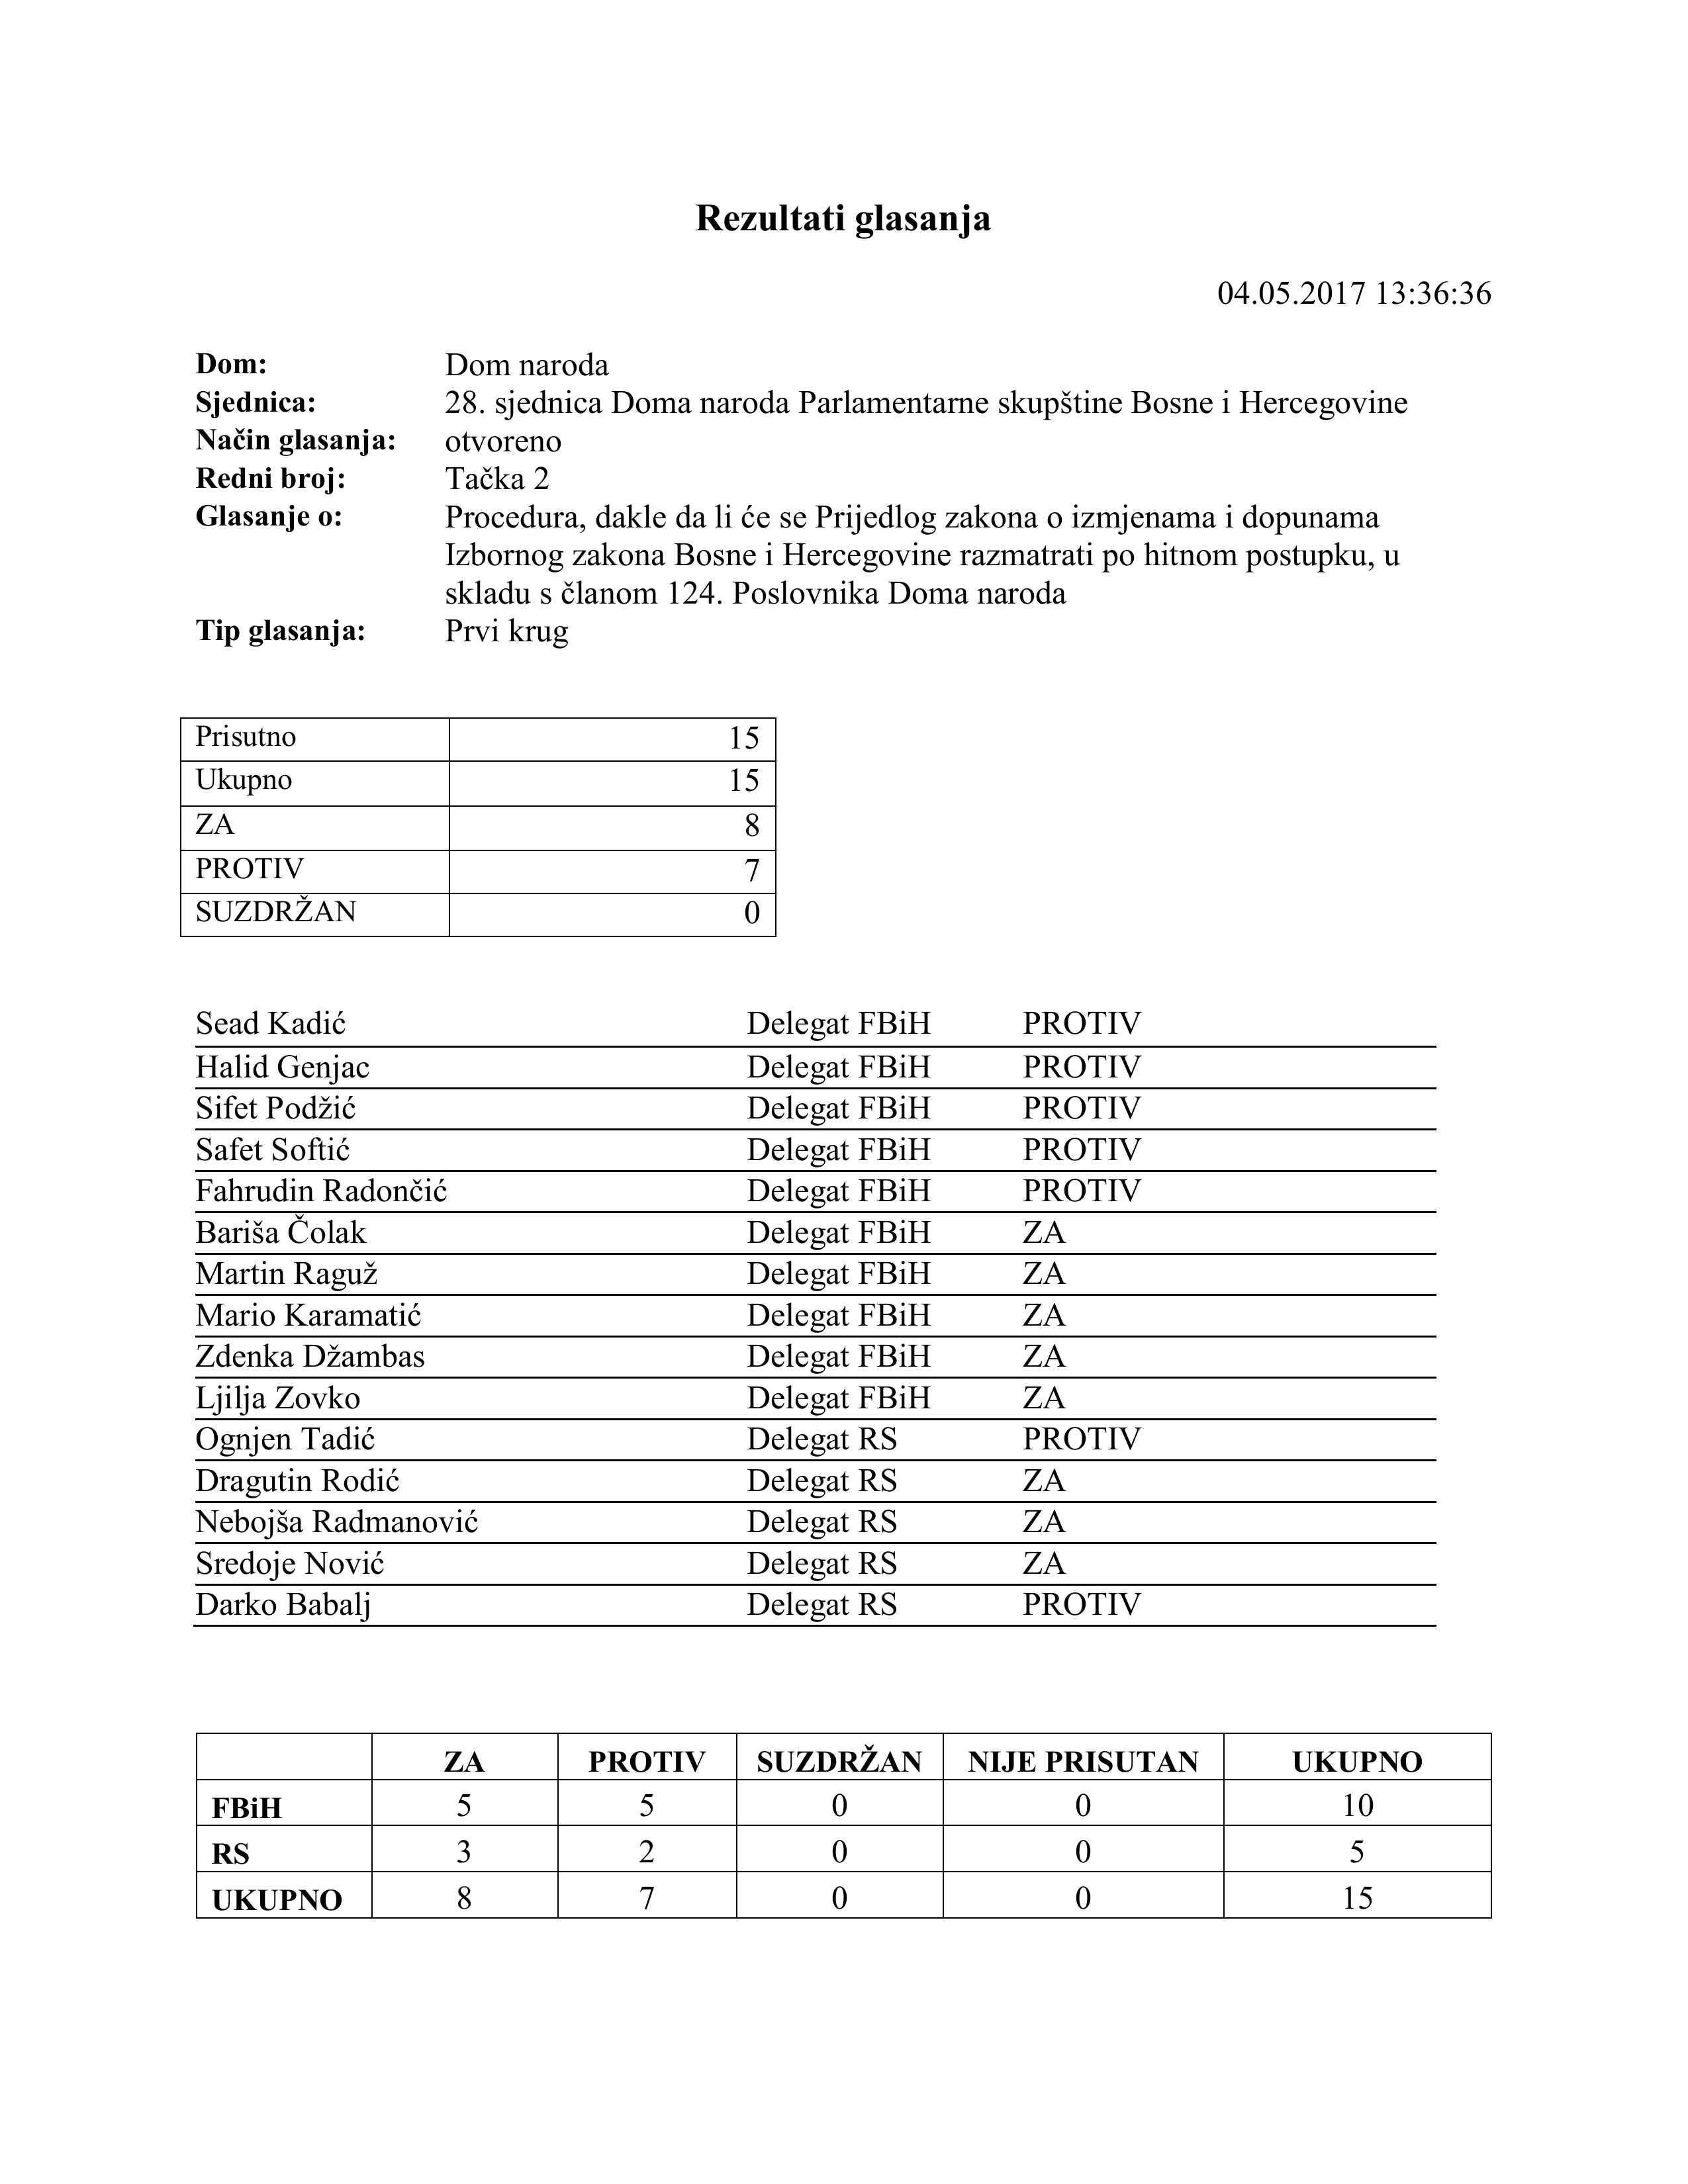 Rezultati glasanja
04.05.2017 13:36:36
Dom: Dom naroda
Sjednica: 28. sjednica Doma naroda Parlamentarne skupštine Bosne i Hercegovine
Način glasanja: otvoreno
Redni broj: Tačka 2
Glasanje o: Procedura, dakle da li će se Prijedlog zakona o izmjenama i dopunama
Izbornog zakona Bosne i Hercegovine razmatrati po hitnom postupku, u
skladu s članom 124. Poslovnika Doma naroda
Tip glasanja: Prvi krug
Prisutno 15
Ukupno 15
ZA 8
PROTIV 7
SUZDRŽAN 0
Sead Kadić Delegat FBiH PROTIV
Halid Genjac Delegat FBiH PROTIV
Sifet Podžić Delegat FBiH PROTIV
Safet Softić Delegat FBiH PROTIV
Fahrudin Radončić Delegat FBiH PROTIV
Bariša Čolak Delegat FBiH ZA
Martin Raguž Delegat FBiH ZA
Mario Karamatić Delegat FBiH ZA
Zdenka Džambas Delegat FBiH ZA
Ljilja Zovko Delegat FBiH ZA
Ognjen Tadić Delegat RS PROTIV
Dragutin Rodić Delegat RS ZA
Nebojša Radmanović Delegat RS ZA
Sredoje Nović Delegat RS ZA
Darko Babalj Delegat RS PROTIV
ZA PROTIV SUZDRŽAN NIJE PRISUTAN UKUPNO
FBiH 5 5 0 0 10
RS 3 2 0 0 5
UKUPNO 8 7 0 0 15